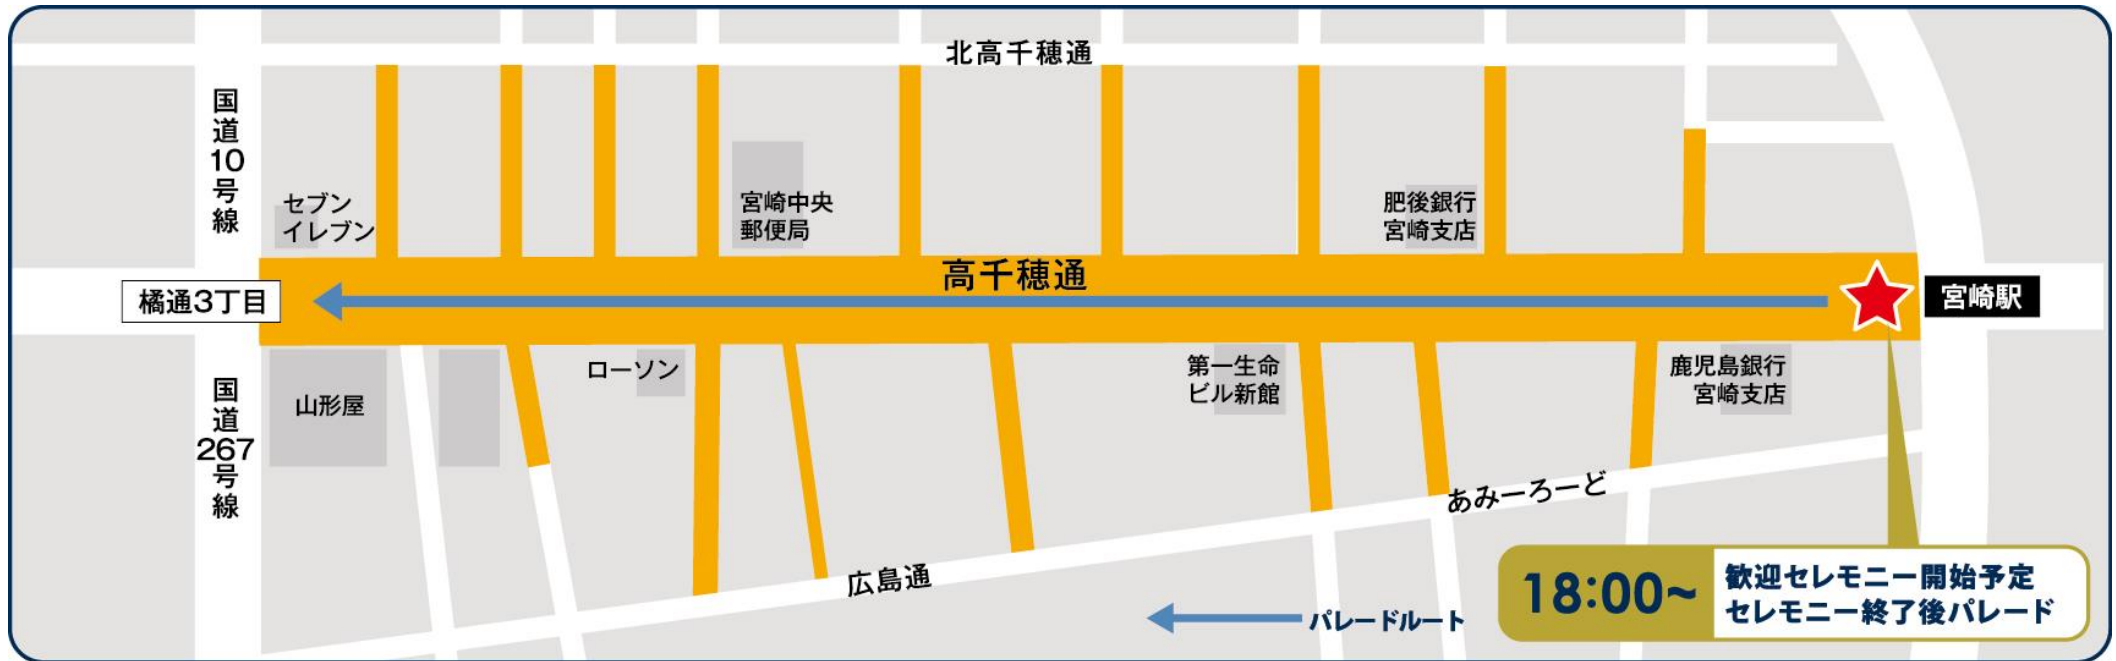 北高千穂通
国道10号線
セブン
イレブン
宮崎中央
郵便局
肥後銀行
宮崎支店
高千穂通
橘通3丁目
宮崎駅
国道267号線
山形屋
ローソン
第一生命
ビル新館
鹿児島銀行
宮崎支店
あみーろーど
広島通
パレードルート
18:00~
歓迎セレモニー開始予定
セレモニー終了後パレード